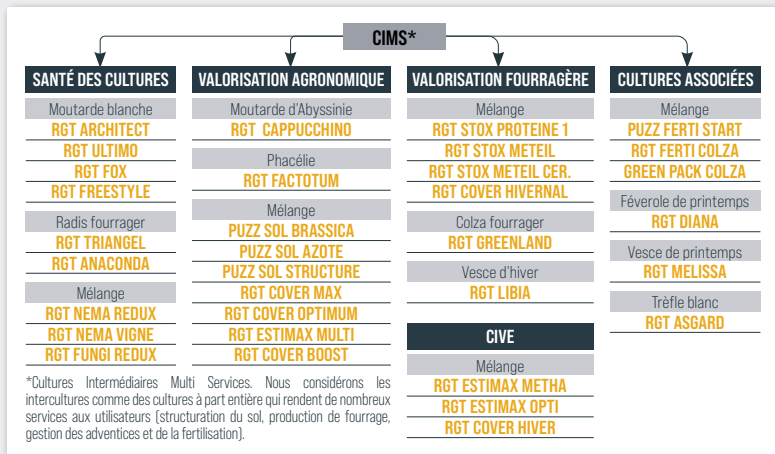 CIMS*
SANTÉ DES CULTURES
Moutarde blanche
RGT ARCHITECT
RGT ULTIMO
RGT FOX
RGT FREESTYLE
Radis fourrager
RGT TRIANGEL
RGT ANACONDA
Mélange
RGT NEMA REDUX
RGT NEMA VIGNE
RGT FUNGI REDUX
VALORISATION AGRONOMIQUE
Moutarde d'Abyssinie
RGT CAPPUCCHINO
Phacélie
RGT FACTOTUM
Mélange
PUZZ SOL BRASSICA
PUZZ SOL AZOTE
PUZZ SOL STRUCTURE
RGT COVER MAX
RGT COVER OPTIMUM
RGT ESTIMAX MULTI
RGT COVER BOOST
VALORISATION FOURRAGÈRE
Mélange
RGT STOX PROTEINE 1
RGT STOX METEIL
RGT STOX METEIL CER.
RGT COVER HIVERNAL
Colza fourrager
RGT GREENLAND
Vesce d'hiver
RGT LIBIA
CIVE
Mélange
RGT ESTIMAX METHA
RGT ESTIMAX OPTI
RGT COVER HIVER
CULTURES ASSOCIÉES
Mélange
PUZZ FERTI START
RGT FERTI COLZA
GREEN PACK COLZA
Féverole de printemps
RGT DIANA
Vesce de printemps
RGT MELISSA
Trèfle blanc
RGT ASGARD
*Cultures Intermédiaires Multi Services. Nous considérons les
intercultures comme des cultures à part entière qui rendent de nombreux
services aux utilisateurs (structuration du sol, production de fourrage,
gestion des adventices et de la fertilisation).